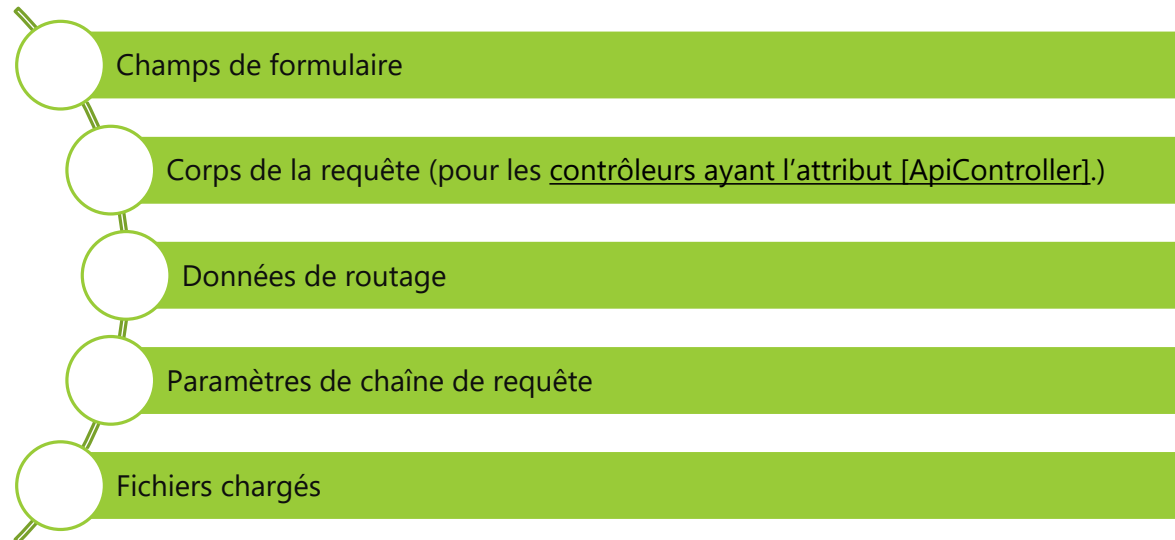 Champs de formulaire
Corps de la requête (pour les contrôleurs ayant l’attribut [ApiController].)
Données de routage
Paramètres de chaîne de requête
Fichiers chargés